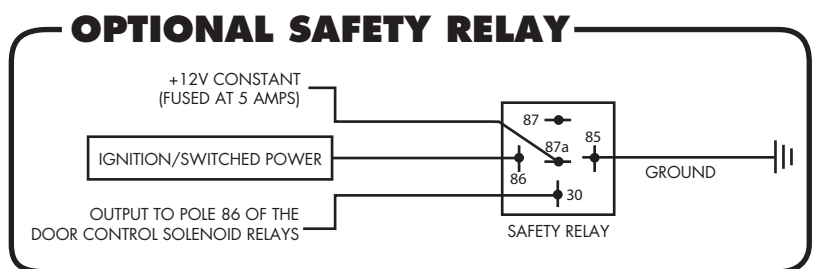 OPTIONAL SAFETY RELAY
+12V CONSTANT
(FUSED AT 5 AMPS)
IGNITION/SWITCHED POWER
OUTPUT TO POLE 86 OF THE
DOOR CONTROL SOLENOID RELAYS
87
87a
85
86
30
GROUND
SAFETY RELAY